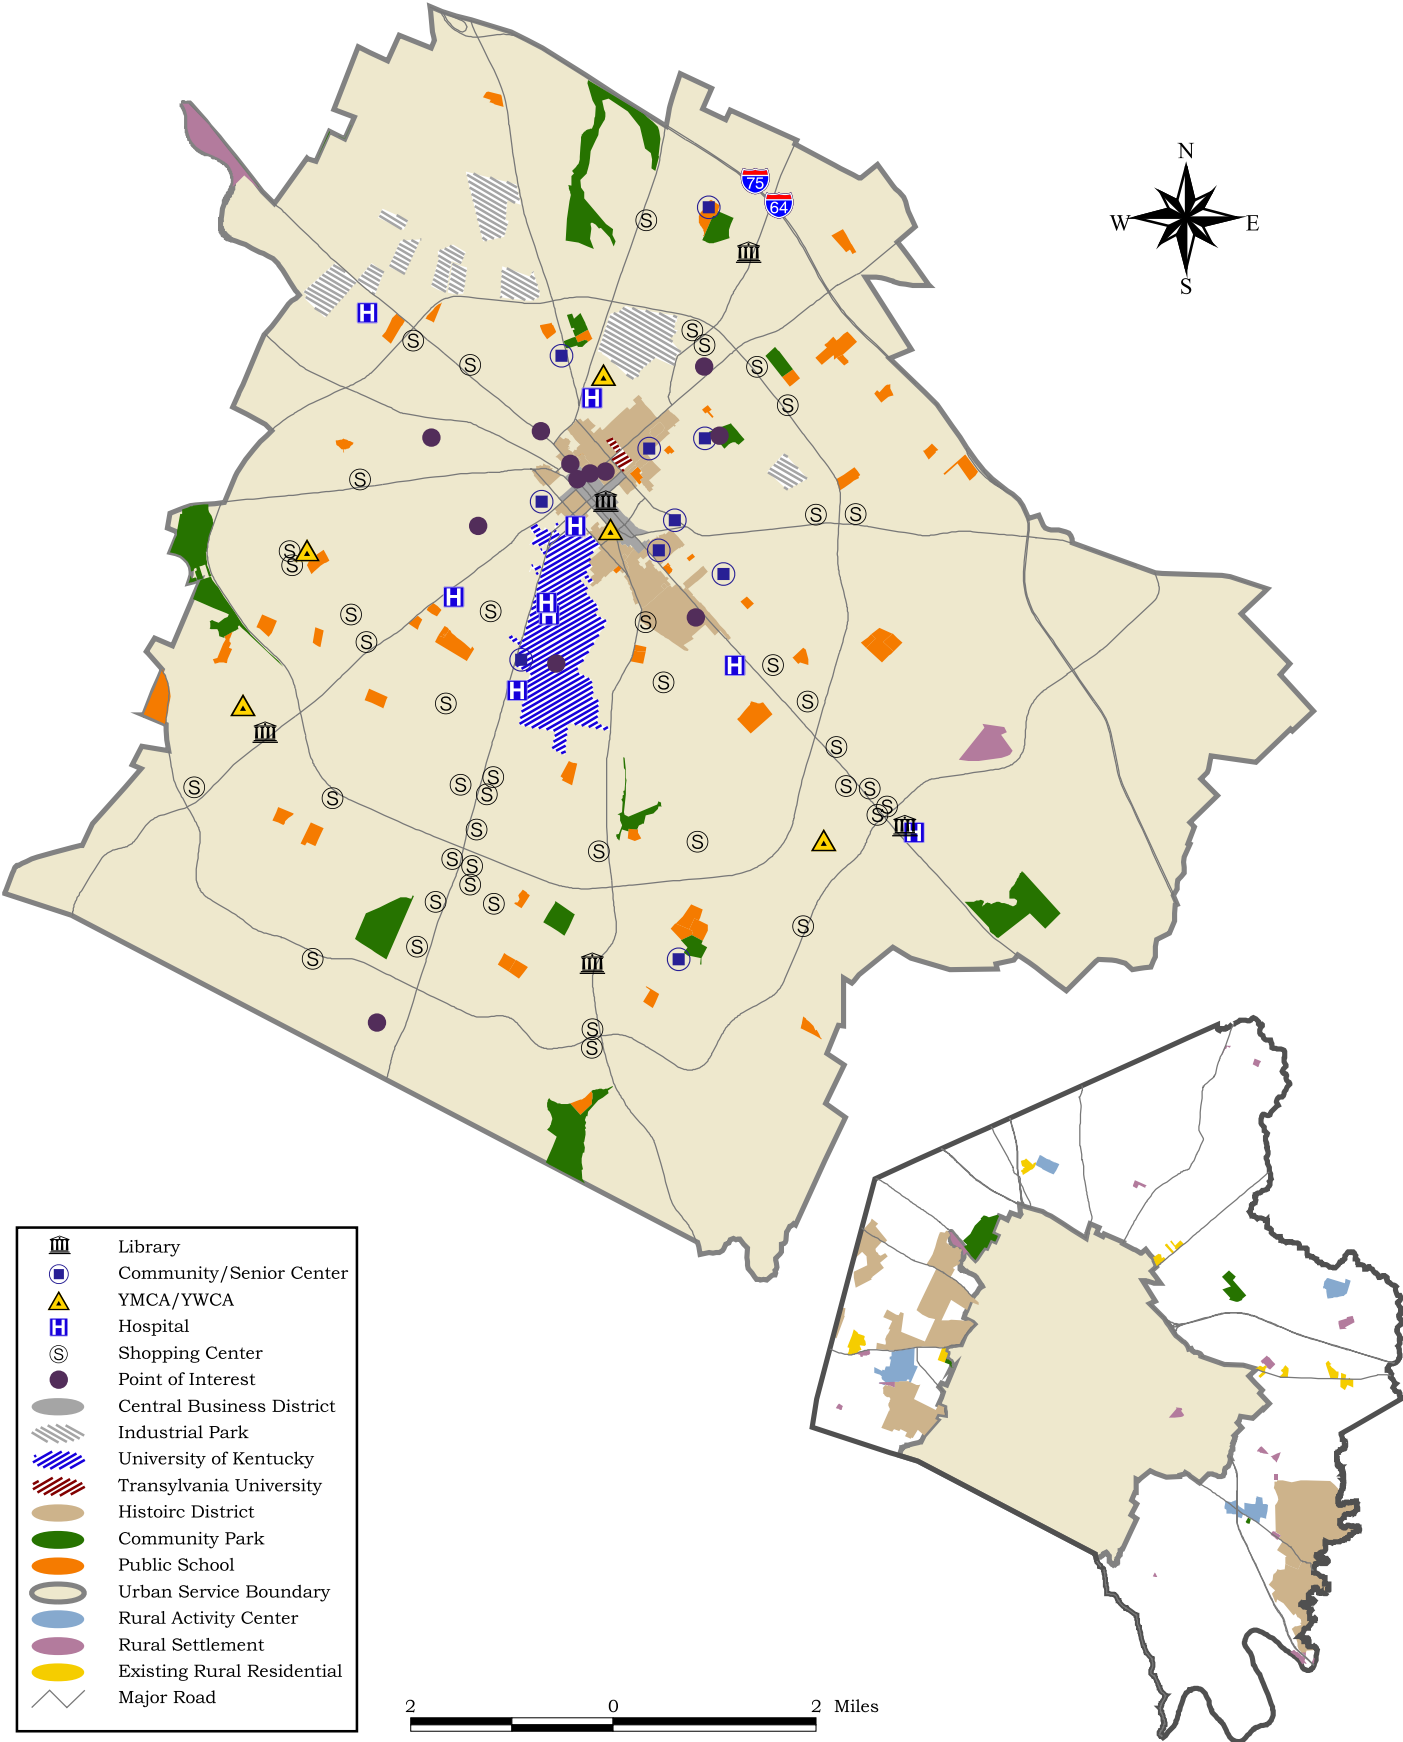 75
64
N
W
E
S
Library
Community/Senior Center
YMCA/YWCA
H Hospital
S Shopping Center
Point of Interest
Central Business District
Industrial Park
University of Kentucky
Transylvania University
Histoirc District
Community Park
Public School
Urban Service Boundary
Rural Activity Center
Rural Settlement
Existing Rural Residential
Major Road
2 0 2 Miles